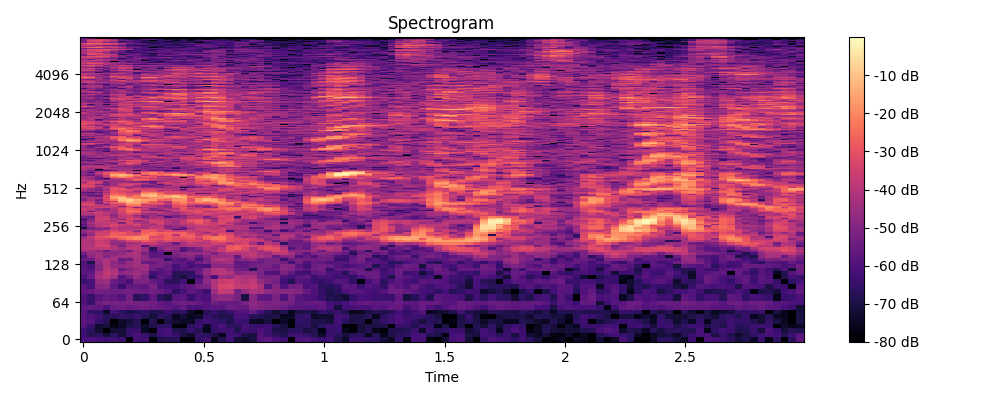 Spectrogram
4096
2048
1024
512
256
128
64
0
Hz
0
0.5
1
1.5
2
2.5
Time
-10 dB
-20 dB
-30 dB
-40 dB
-50 dB
-60 dB
-70 dB
-80 dB